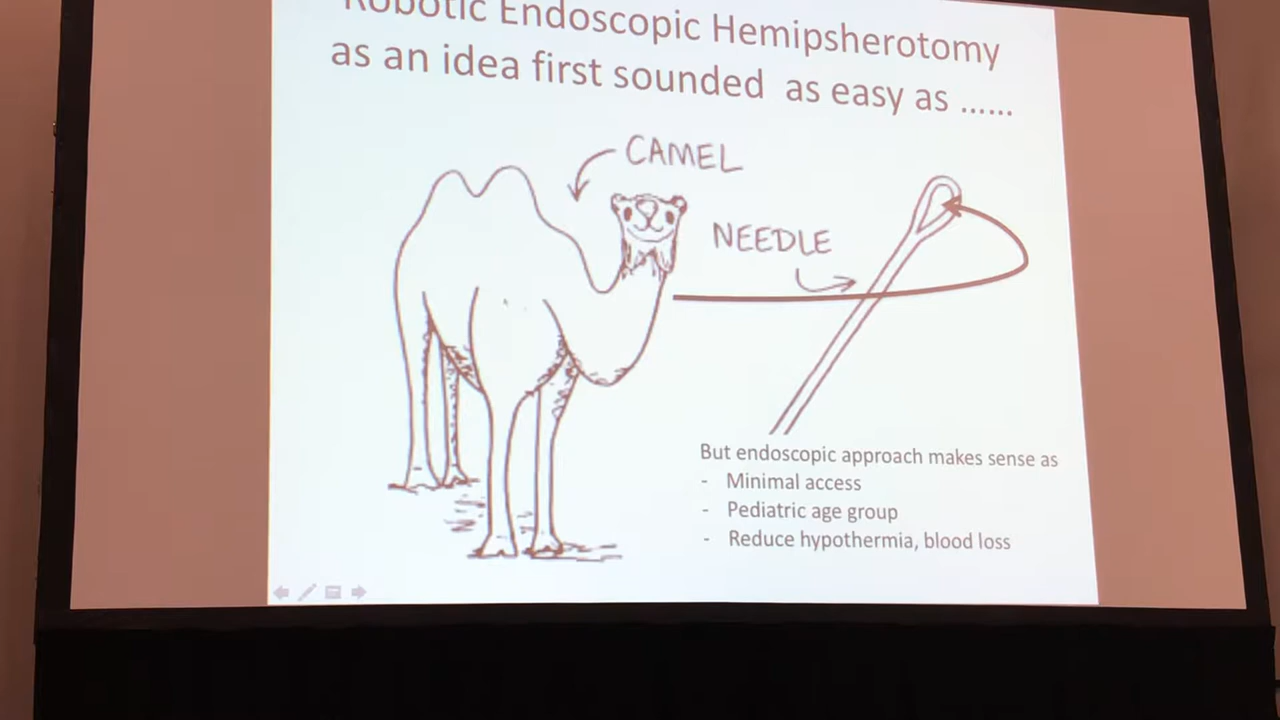 Robotic Endoscopic Hemipsherotomy
as an idea first sounded as easy as ......
CAMEL
NEEDLE
But endoscopic approach makes sense as
- Minimal access
- Pediatric age group
- Reduce hypothermia, blood loss